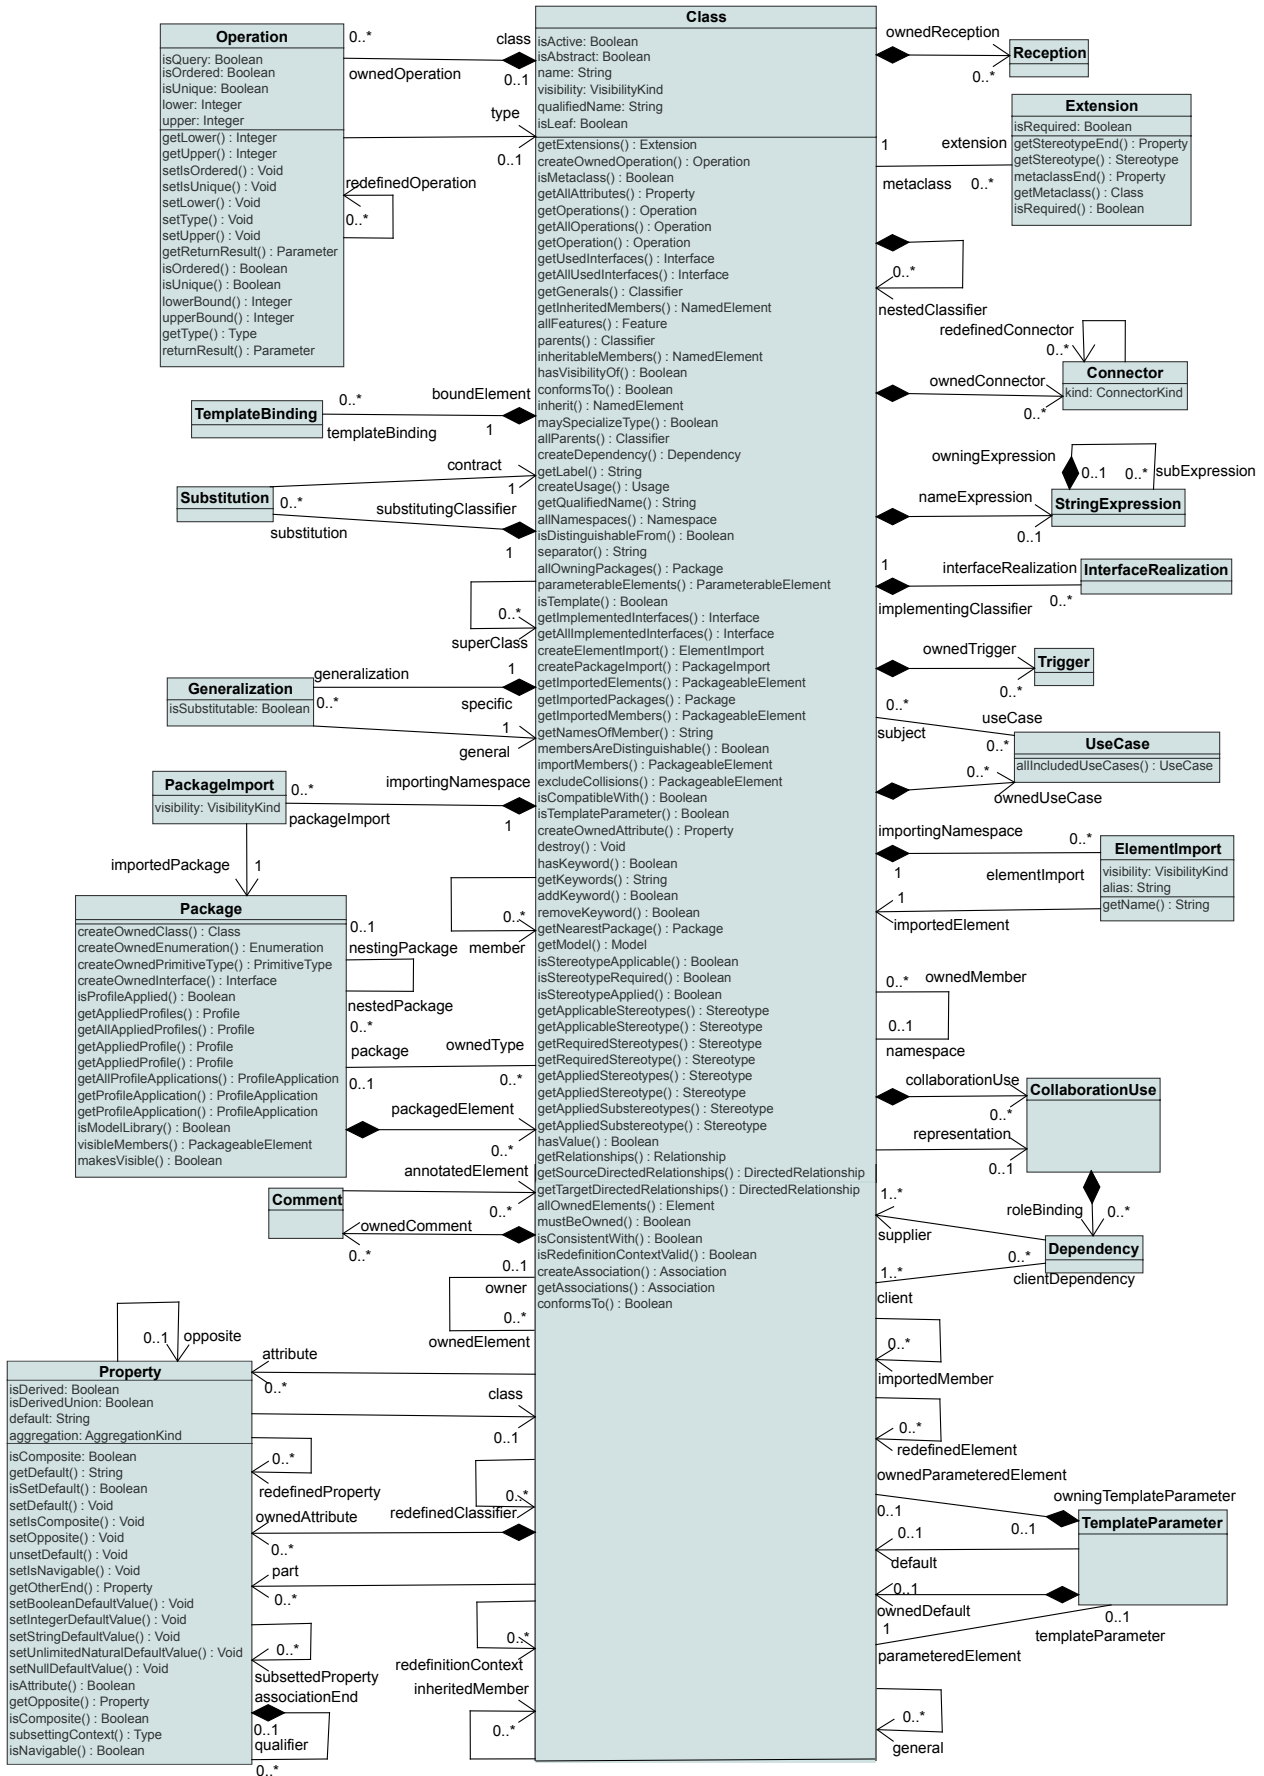 Class
isActive: Boolean
isAbstract: Boolean
name: String
visibility: VisibilityKind
qualifiedName: String
isLeaf: Boolean
getExtensions() : Extension
createOwnedOperation() : Operation
isMetaclass() : Boolean
getAllAttributes() : Property
getOperations() : Operation
getAllOperations() : Operation
getOperation() : Operation
getUsedInterfaces() : Interface
getAllUsedInterfaces() : Interface
getGenerals() : Classifier
getInheritedMembers() : NamedElement
allFeatures() : Feature
parents() : Classifier
inheritableMembers() : NamedElement
hasVisibilityOf() : Boolean
conformsTo() : Boolean
inherit() : NamedElement
maySpecializeType() : Boolean
allParents() : Classifier
createDependency() : Dependency
getLabel() : String
createUsage() : Usage
getQualifiedName() : String
allNamespaces() : Namespace
isDistinguishableFrom() : Boolean
separator() : String
allOwningPackages() : Package
parameterableElements() : ParameterableElement
isTemplate() : Boolean
getImplementedInterfaces() : Interface
getAllImplementedInterfaces() : Interface
createElementImport() : ElementImport
createPackageImport() : PackageImport
getImportedElements() : PackageableElement
getImportedPackages() : Package
getImportedMembers() : PackageableElement
getNamesOfMember() : String
membersAreDistinguishable() : Boolean
importMembers() : PackageableElement
excludeCollisions() : PackageableElement
isCompatibleWith() : Boolean
isTemplateParameter() : Boolean
createOwnedAttribute() : Property
destroy() : Void
hasKeyword() : Boolean
getKeywords() : String
addKeyword() : Boolean
removeKeyword() : Boolean
getNearestPackage() : Package
getModel() : Model
isStereotypeApplicable() : Boolean
isStereotypeRequired() : Boolean
isStereotypeApplied() : Boolean
getApplicableStereotypes() : Stereotype
getApplicableStereotype() : Stereotype
getRequiredStereotypes() : Stereotype
getRequiredStereotype() : Stereotype
getAppliedStereotypes() : Stereotype
getAppliedStereotype() : Stereotype
getAppliedSubstereotypes() : Stereotype
getAppliedSubstereotype() : Stereotype
hasValue() : Boolean
getRelationships() : Relationship
getSourceDirectedRelationships() : DirectedRelationship
getTargetDirectedRelationships() : DirectedRelationship
allOwnedElements() : Element
mustBeOwned() : Boolean
isConsistentWith() : Boolean
isRedefinitionContextValid() : Boolean
createAssociation() : Association
getAssociations() : Association
conformsTo() : Boolean
Operation
isQuery: Boolean
isOrdered: Boolean
isUnique: Boolean
lower: Integer
upper: Integer
getLower() : Integer
getUpper() : Integer
setIsOrdered() : Void
setIsUnique() : Void
setLower() : Void
setType() : Void
setUpper() : Void
getReturnResult() : Parameter
isOrdered() : Boolean
isUnique() : Boolean
lowerBound() : Integer
upperBound() : Integer
getType() : Type
returnResult() : Parameter
0..*
class
ownedOperation
0..1
type
0..1
redefinedOperation
0..*
TemplateBinding
0..*
boundElement
templateBinding
1
Substitution
contract
0..*
1
substitutingClassifier
substitution
1
0..*
superClass
Generalization
isSubstitutable: Boolean
generalization
1
0..*
specific
1
general
PackageImport
visibility: VisibilityKind
0..*
importingNamespace
packageImport
1
importedPackage
1
0..*
member
Package
createOwnedClass() : Class
createOwnedEnumeration() : Enumeration
createOwnedPrimitiveType() : PrimitiveType
createOwnedInterface() : Interface
isProfileApplied() : Boolean
getAppliedProfiles() : Profile
getAllAppliedProfiles() : Profile
getAppliedProfile() : Profile
getAppliedProfile() : Profile
getAllProfileApplications() : ProfileApplication
getProfileApplication() : ProfileApplication
getProfileApplication() : ProfileApplication
isModelLibrary() : Boolean
visibleMembers() : PackageableElement
makesVisible() : Boolean
0..1
nestingPackage
nestedPackage
0..*
package
ownedType
0..1
0..*
packagedElement
0..*
Comment
annotatedElement
0..*
ownedComment
0..*
0..1
owner
0..*
ownedElement
0..1
opposite
Property
isDerived: Boolean
isDerivedUnion: Boolean
default: String
aggregation: AggregationKind
isComposite: Boolean
getDefault() : String
isSetDefault() : Boolean
setDefault() : Void
setIsComposite() : Void
setOpposite() : Void
unsetDefault() : Void
setIsNavigable() : Void
getOtherEnd() : Property
setBooleanDefaultValue() : Void
setIntegerDefaultValue() : Void
setStringDefaultValue() : Void
setUnlimitedNaturalDefaultValue() : Void
setNullDefaultValue() : Void
isAttribute() : Boolean
getOpposite() : Property
isComposite() : Boolean
subsettingContext() : Type
isNavigable() : Boolean
attribute
0..*
class
0..1
0..*
redefinedProperty
0..*
redefinedClassifier
ownedAttribute
0..*
part
0..*
0..*
subsettedProperty
0..*
redefinitionContext
associationEnd
0..1
qualifier
0..*
inheritedMember
0..*
ownedReception
0..*
Reception
Extension
isRequired: Boolean
getStereotypeEnd() : Property
getStereotype() : Stereotype
metaclassEnd() : Property
getMetaclass() : Class
isRequired() : Boolean
1
extension
metaclass
0..*
0..*
nestedClassifier
redefinedConnector
0..*
Connector
kind: ConnectorKind
ownedConnector
0..*
owningExpression
0..1
0..*
subExpression
nameExpression
0..1
StringExpression
1
interfaceRealization
implementingClassifier
0..*
InterfaceRealization
ownedTrigger
0..*
Trigger
0..*
useCase
subject
0..*
UseCase
allIncludedUseCases() : UseCase
0..*
ownedUseCase
importingNamespace
0..*
1
elementImport
ElementImport
visibility: VisibilityKind
alias: String
getName() : String
1
importedElement
0..*
ownedMember
0..1
namespace
collaborationUse
0..*
CollaborationUse
representation
0..1
roleBinding
0..*
1..*
supplier
Dependency
0..*
1..*
clientDependency
client
0..*
importedMember
0..*
redefinedElement
ownedParameteredElement
owningTemplateParameter
0..1
0..1
TemplateParameter
0..1
default
0..1
ownedDefault
0..1
1
templateParameter
parameteredElement
0..*
general